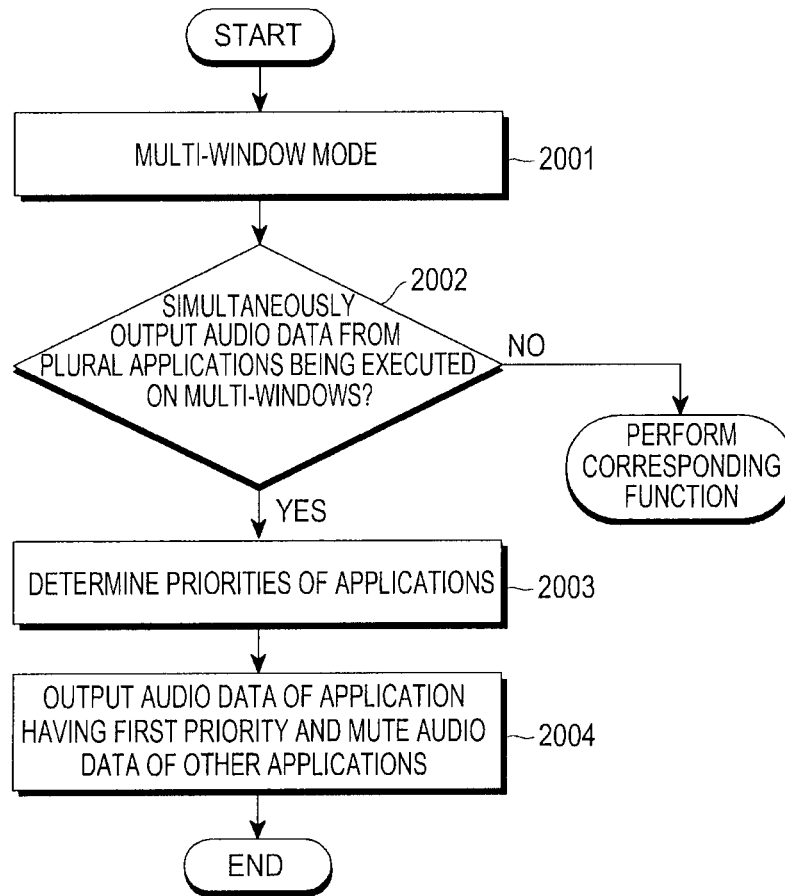 START
MULTI-WINDOW MODE
2001
2002
SIMULTANEOUSLY
OUTPUT AUDIO DATA FROM
PLURAL APPLICATIONS BEING EXECUTED
ON MULTI-WINDOWS?
NO
PERFORM
CORRESPONDING
FUNCTION
YES
DETERMINE PRIORITIES OF APPLICATIONS
2003
OUTPUT AUDIO DATA OF APPLICATION
HAVING FIRST PRIORITY AND MUTE AUDIO
DATA OF OTHER APPLICATIONS
2004
END